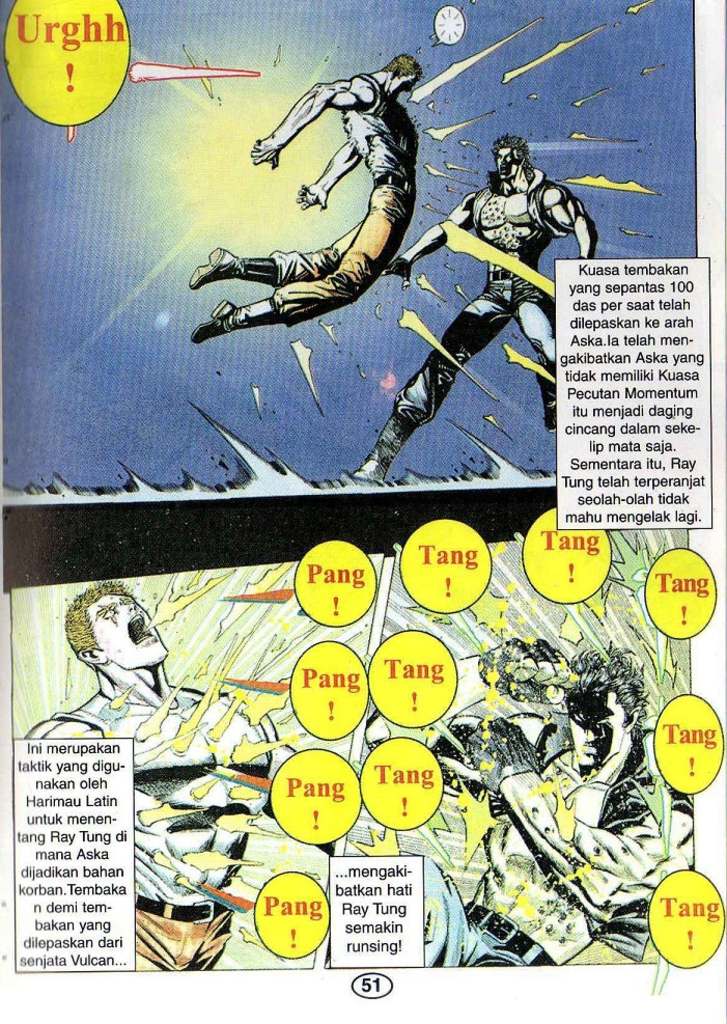 Urghh
!
Kuasa tembakan
yang sepantas 100
das per saat telah
dilepaskan ke arah
Aska.Ia telah men-
gakibatkan Aska yang
tidak memiliki Kuasa
Pecutan Momentum
itu menjadi daging
cincang dalam seke-
lip mata saja.
Sementara itu, Ray
Tung telah terperanjat
seolah-olah tidak
mahu mengelak lagi.
Pang
!
Tang
!
Tang
!
Tang
!
Pang
!
Tang
!
Pang
!
Tang
!
Tang
!
Pang
!
Tang
!
Ini merupakan
taktik yang digu-
nakan oleh
Harimau Latin
untuk menen-
tang Ray Tung di
mana Aska
dijadikan bahan
korban.Tembaka
n demi tem-
bakan yang
dilepaskan dari
senjata Vulcan...
...mengaki-
batkan hati
Ray Tung
semakin
runsing!
51